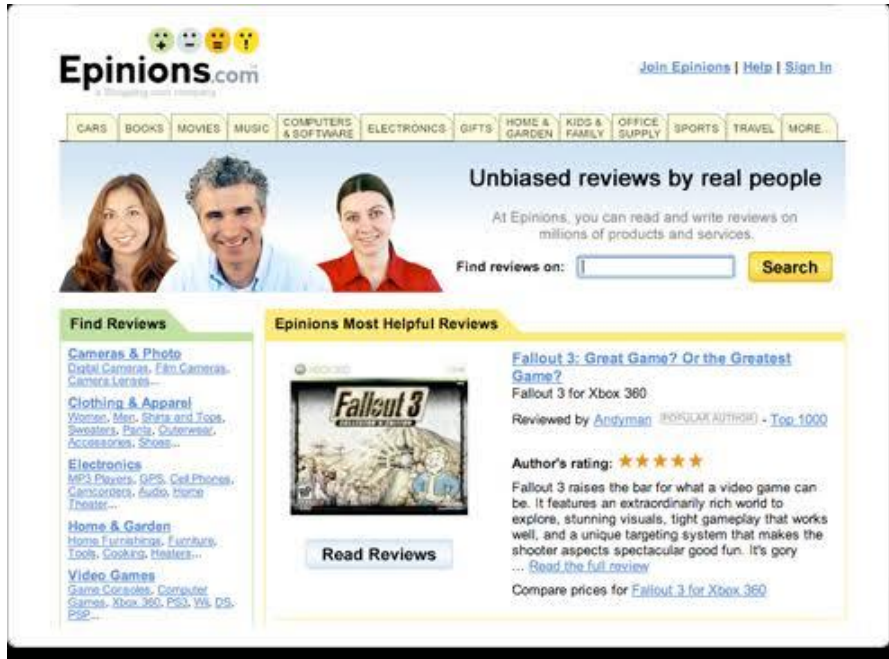 Epinions.com
a Shopping.com company
Join Epinions | Help | Sign In
CARS
BOOKS
MOVIES
MUSIC
COMPUTERS
& SOFTWARE
ELECTRONICS
GIFTS
HOME &
GARDEN
KIDS &
FAMILY
OFFICE
SUPPLY
SPORTS
TRAVEL
MORE...
Unbiased reviews by real people
At Epinions, you can read and write reviews on
millions of products and services.
Find reviews on:
Search
Find Reviews
Cameras & Photo
Digital Cameras, Film Cameras,
Camera Lenses...
Clothing & Apparel
Women, Men, Shirts and Tops,
Sweaters, Pants, Outerwear,
Accessories, Shoes...
Electronics
MP3 Players, GPS, Cell Phones,
Camcorders, Audio, Home
Theater...
Home & Garden
Home Furnishings, Furniture,
Tools, Cooking, Heaters...
Video Games
Game Consoles, Computer
Games, Xbox 360, PS3, Wii, DS,
PSP...
Epinions Most Helpful Reviews
XBOX 360
Fallout 3
COLLECTOR'S EDITION
Read Reviews
Fallout 3: Great Game? Or the Greatest
Game?
Fallout 3 for Xbox 360
Reviewed by Andyman POPULAR AUTHOR - Top 1000
Author's rating:
Fallout 3 raises the bar for what a video game can
be. It features an extraordinarily rich world to
explore, stunning visuals, tight gameplay that works
well, and a unique targeting system that makes the
shooter aspects spectacular good fun. It's gory
... Read the full review
Compare prices for Fallout 3 for Xbox 360